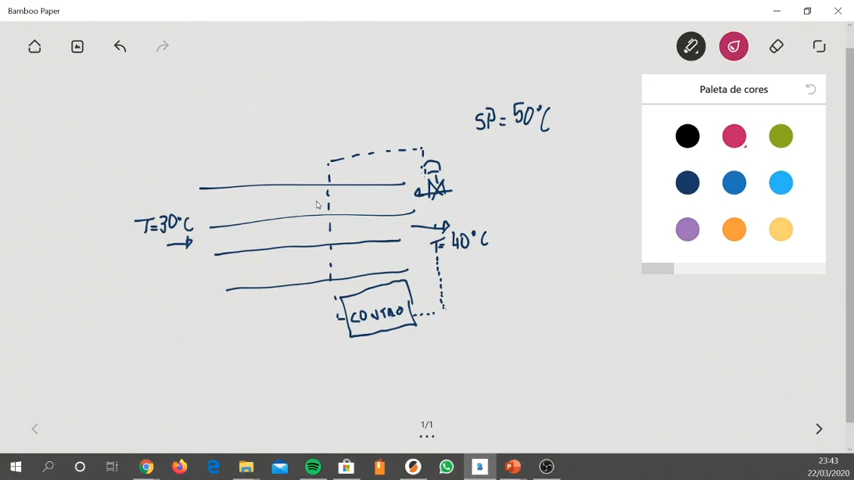 Bamboo Paper
Paleta de cores
SP= 50°C
T=30°C
T= 40°C
CONTRO
1/1
23:43
22/03/2020